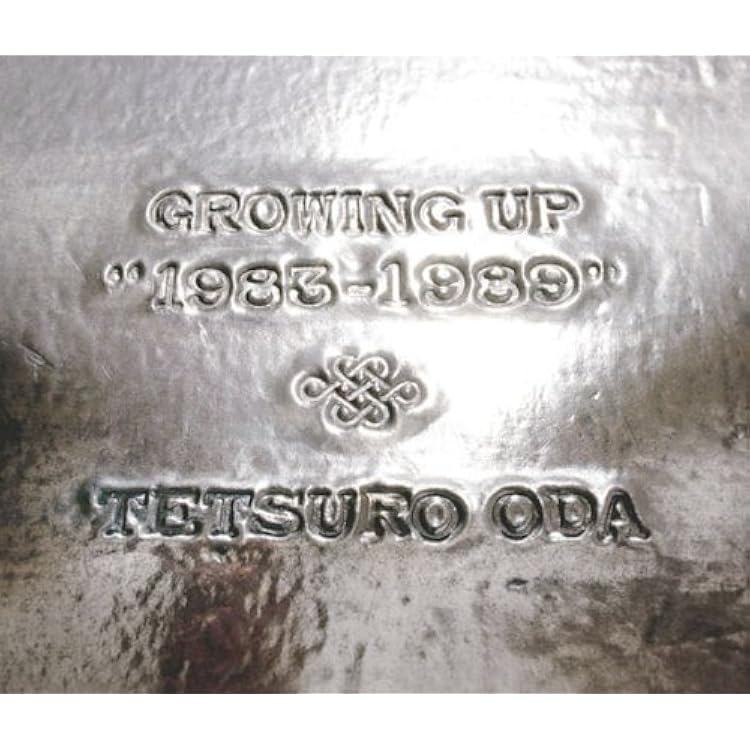 GROWING UP
"1983-1989"
TETSURO ODA